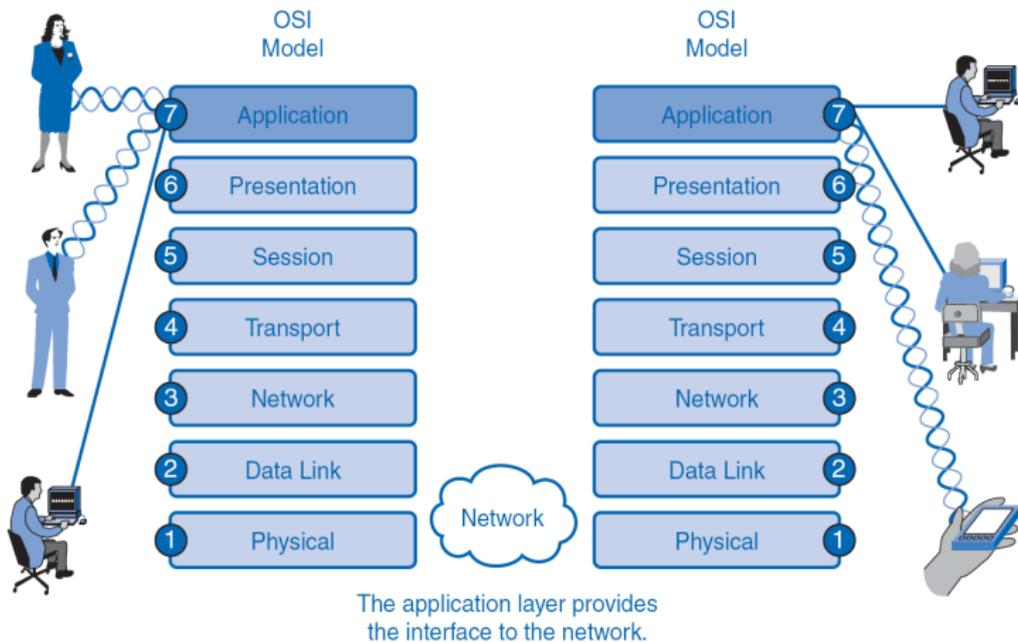 OSI
Model
7
Application
6
Presentation
5
Session
4
Transport
3
Network
2
Data Link
1
Physical
OSI
Model
Application
7
Presentation
6
Session
5
Transport
4
Network
3
Data Link
2
Physical
1
Network
The application layer provides
the interface to the network.